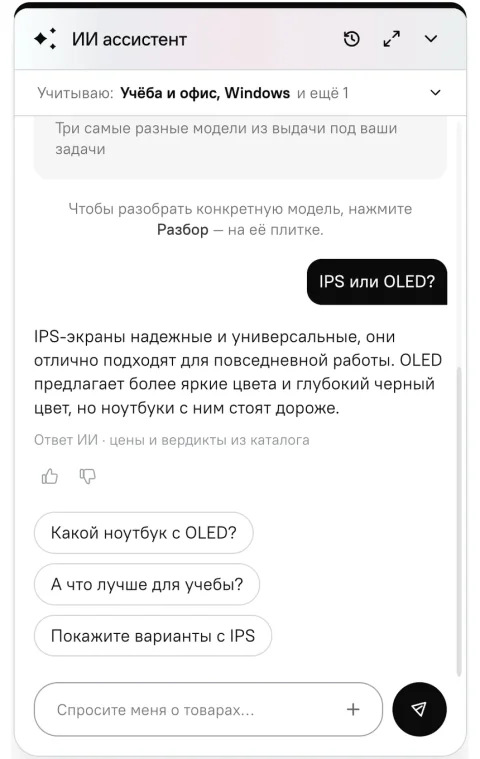 ИИ ассистент
Учитываю: Учёба и офис, Windows и ещё 1
Три самые разные модели из выдачи под ваши
задачи
Чтобы разобрать конкретную модель, нажмите
Разбор — на её плитке.
IPS или OLED?
IPS-экраны надежные и универсальные, они
отлично подходят для повседневной работы. OLED
предлагает более яркие цвета и глубокий черный
цвет, но ноутбуки с ним стоят дороже.
Ответ ИИ · цены и вердикты из каталога
Какой ноутбук с OLED?
А что лучше для учебы?
Покажите варианты с IPS
Спросите меня о товарах...